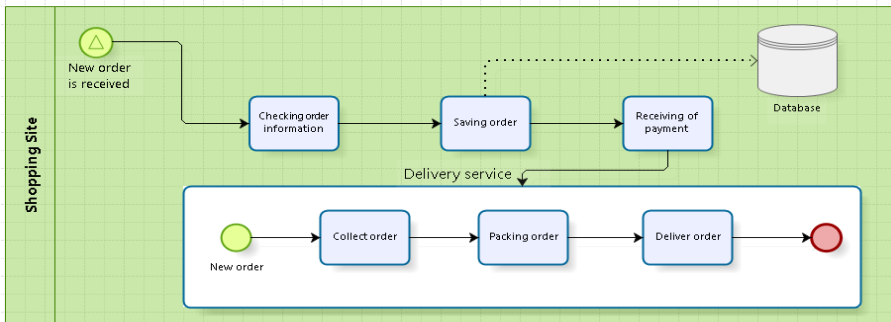 Shopping Site
New order
is received
Checking order
information
Saving order
Receiving of
payment
Database
Delivery service
New order
Collect order
Packing order
Deliver order